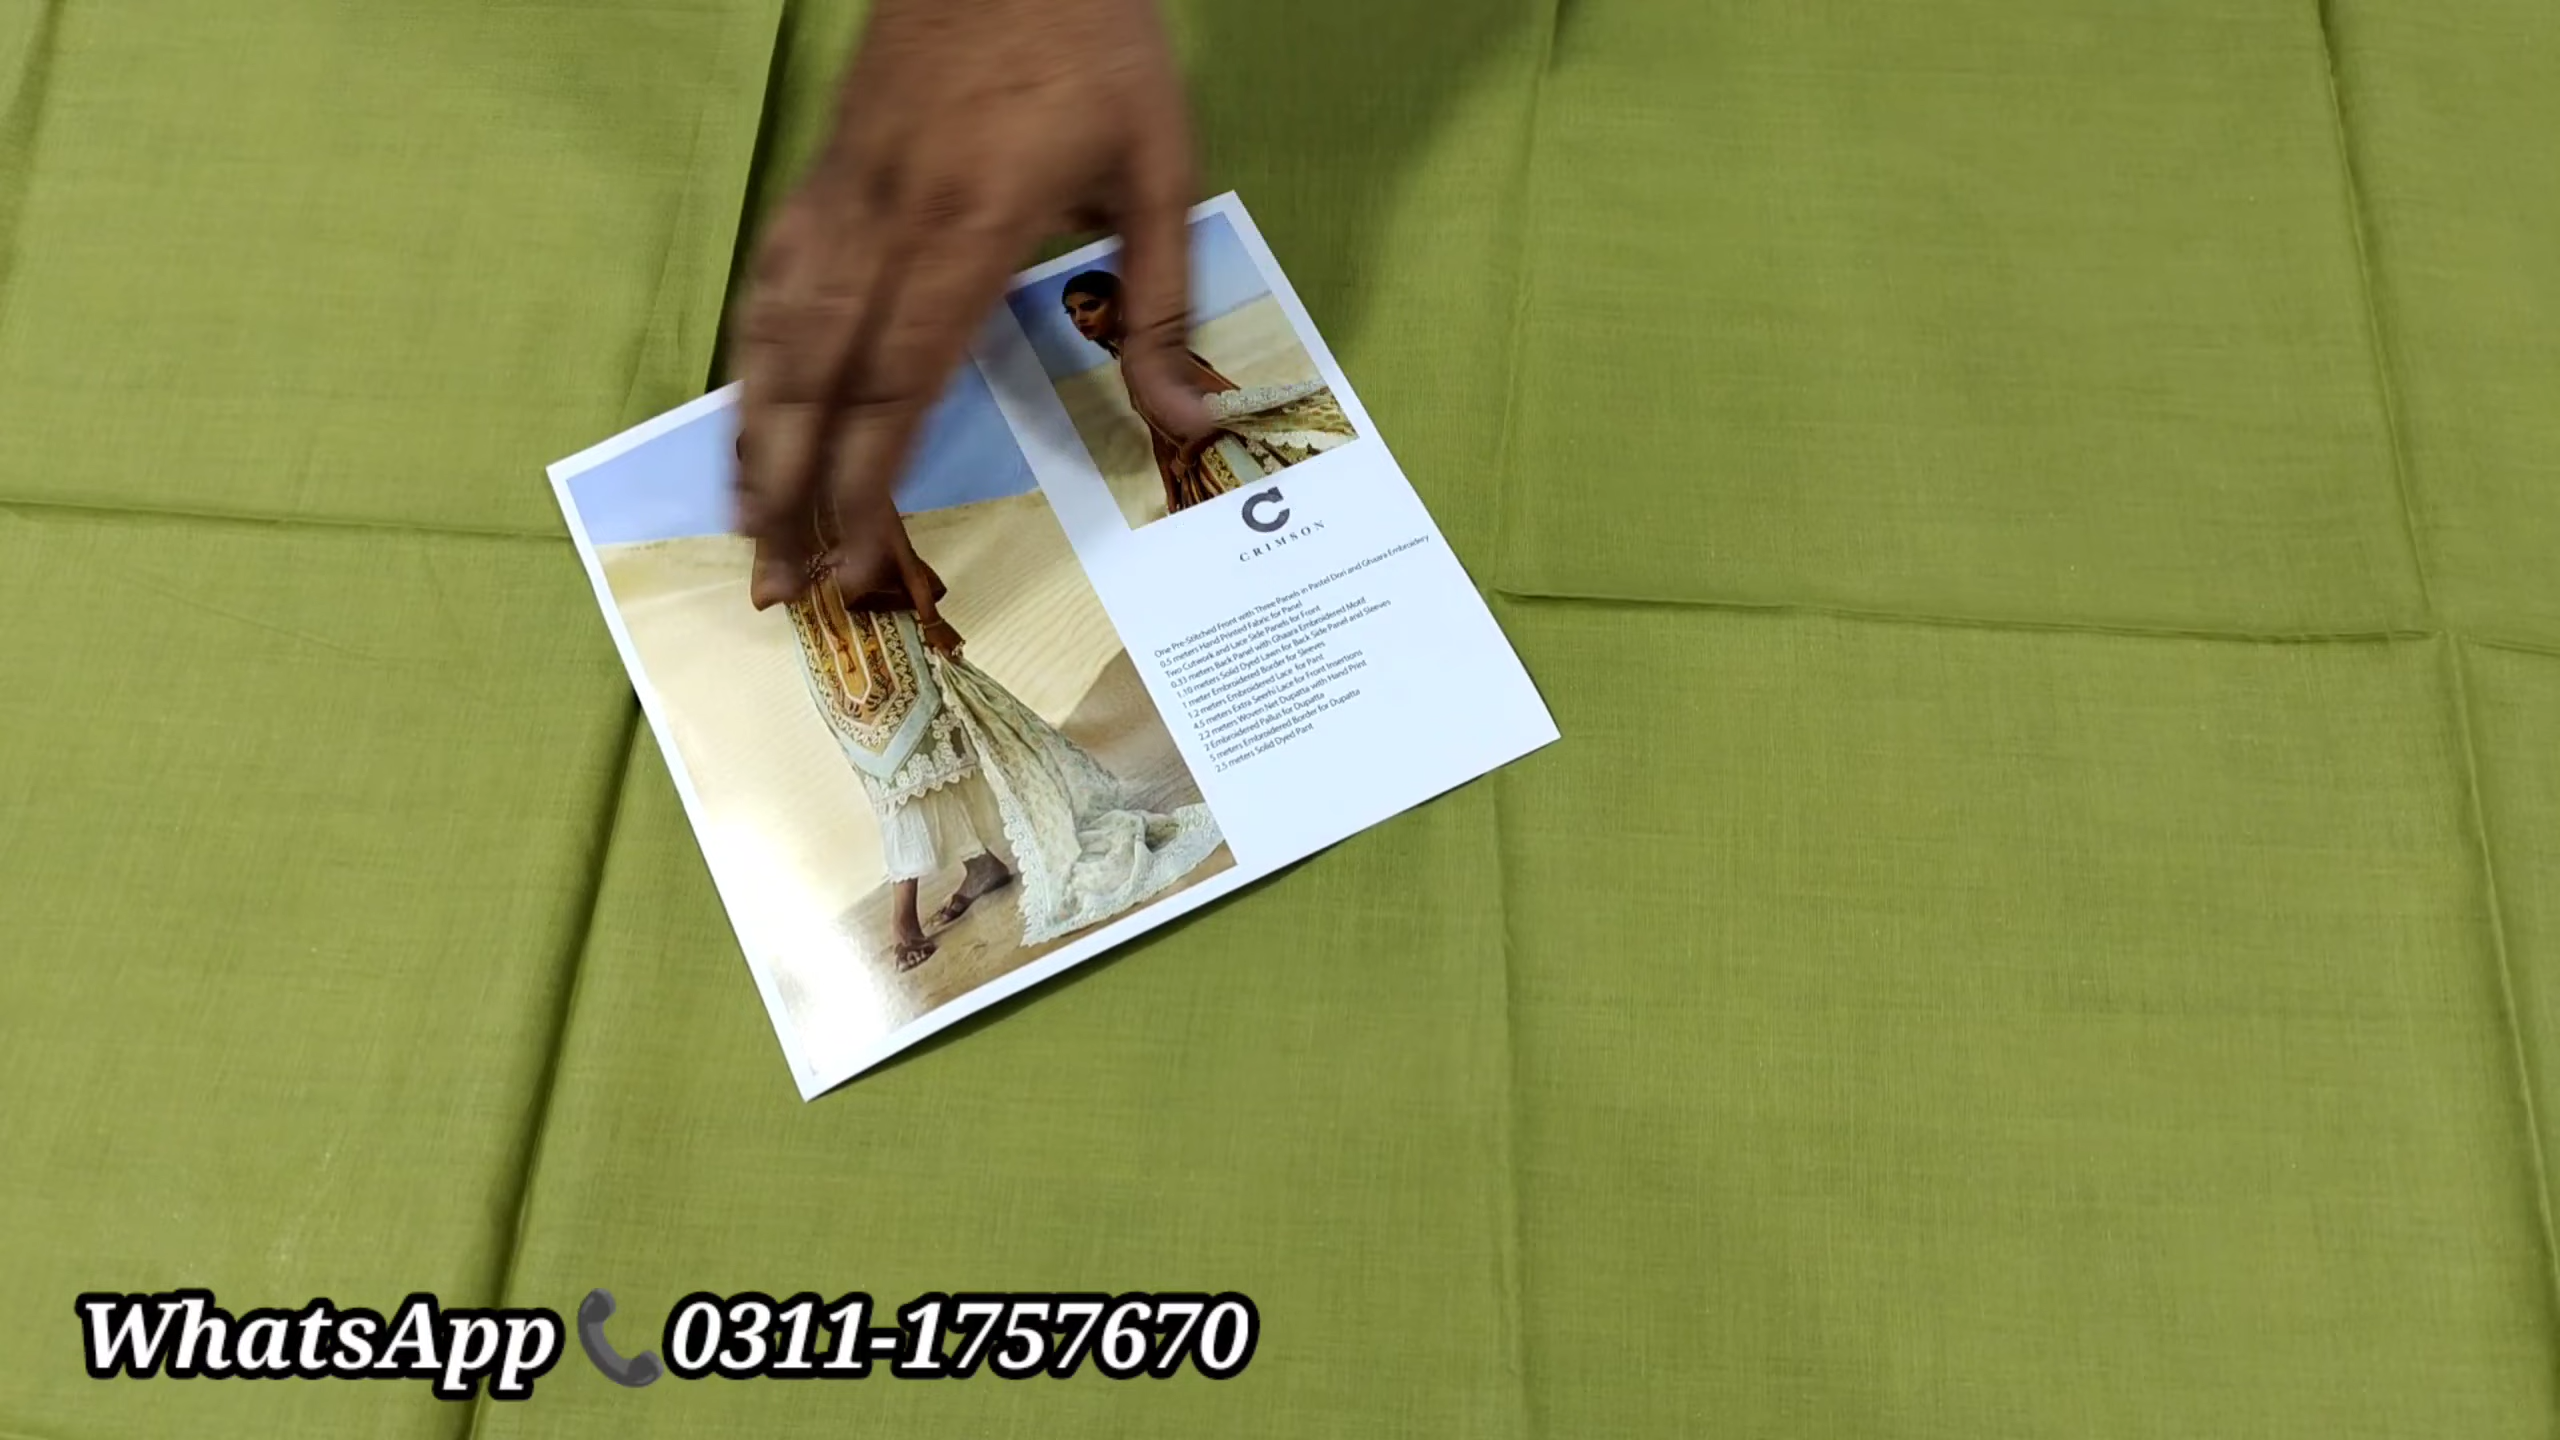 C
CRIMSON
One Pre-Stitched Front with Three Panels in Pastel Dori and Ghaara Embroidery
0.5 meters Hand Printed Fabric for Panel
Two Cutwork and Lace Side Panels for Front
0.33 meters Back Panel with Ghaara Embroidered Motif
1.10 meters Solid Dyed Lawn for Back Side Panel and Sleeves
1 meter Embroidered Border for Sleeves
1.2 meters Embroidered Lace for Pant
4.5 meters Extra Seerhi Lace for Front Insertions
2.2 meters Woven Net Dupatta with Hand Print
2 Embroidered Pallus for Dupatta
5 meters Embroidered Border for Dupatta
2.5 meters Solid Dyed Pant
WhatsApp 0311-1757670